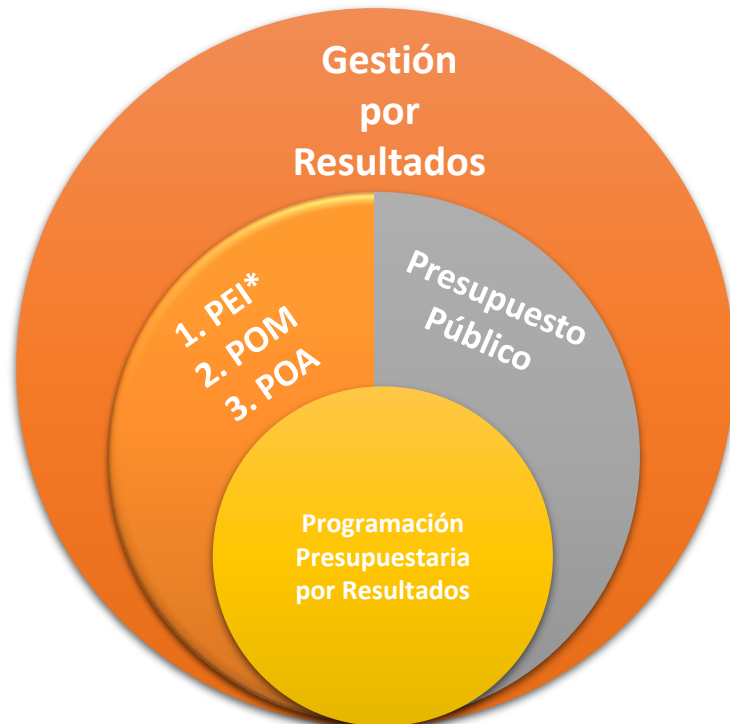 Gestión
por
Resultados
1. PEI*
2. POM
3. POA
Presupuesto
Público
Programación
Presupuestaria
por Resultados